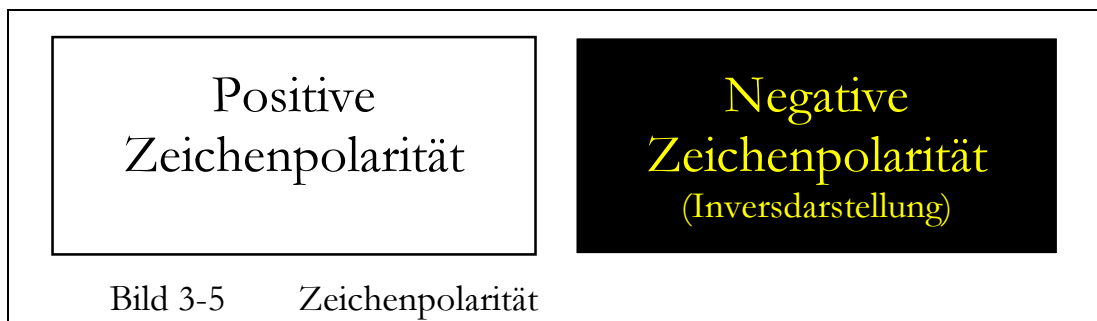 Positive
Zeichenpolarität
Negative
Zeichenpolarität
(Inversdarstellung)
Bild 3-5 Zeichenpolarität